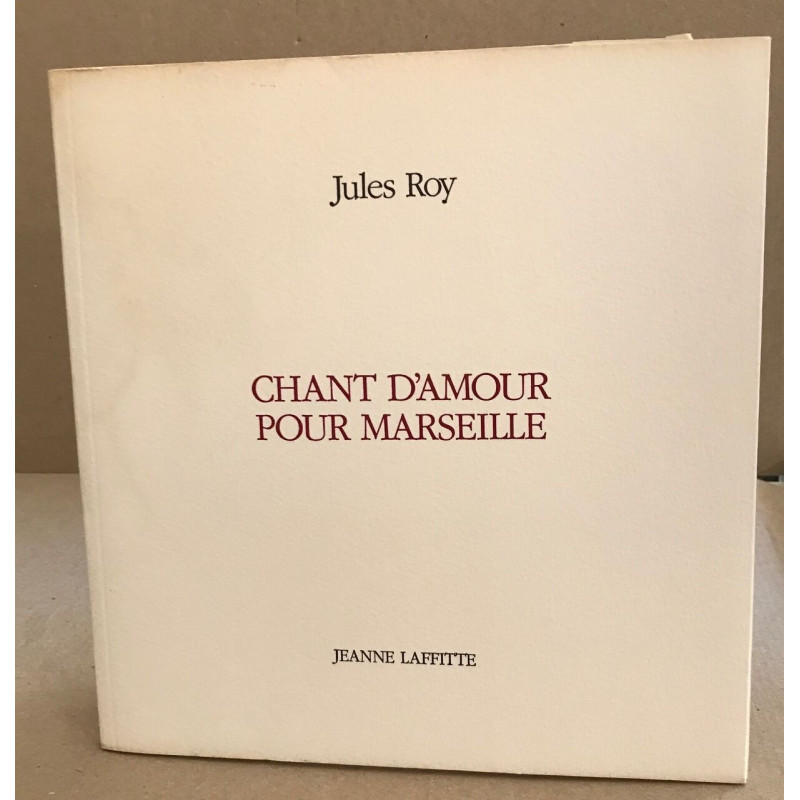 Jules Roy
CHANT D'AMOUR
POUR MARSEILLE
JEANNE LAFFITTE